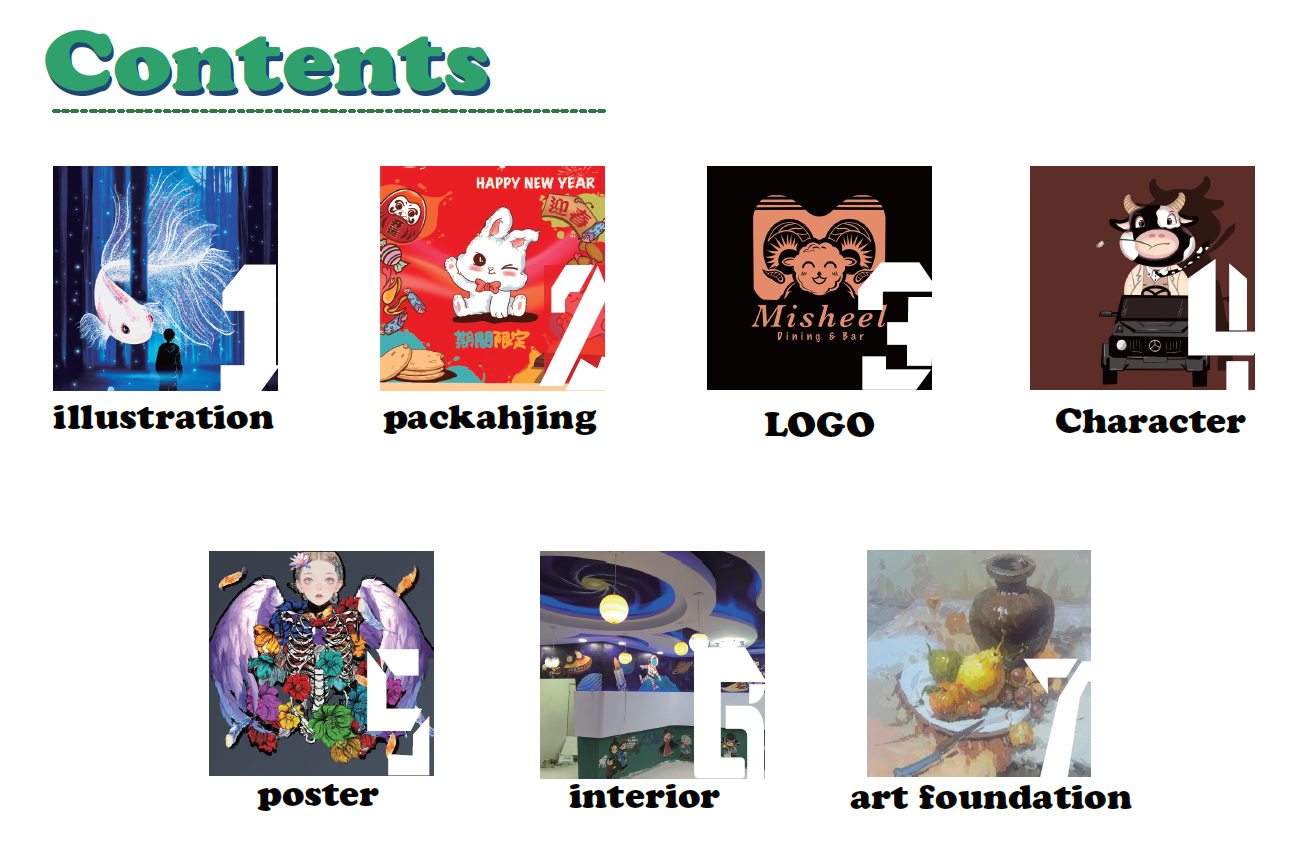 Contents
HAPPY NEW YEAR
迎春
期間限定
Misheel
Dining & Bar
1
2
3
4
illustration
packahjing
LOGO
Character
5
6
7
poster
interior
art foundation